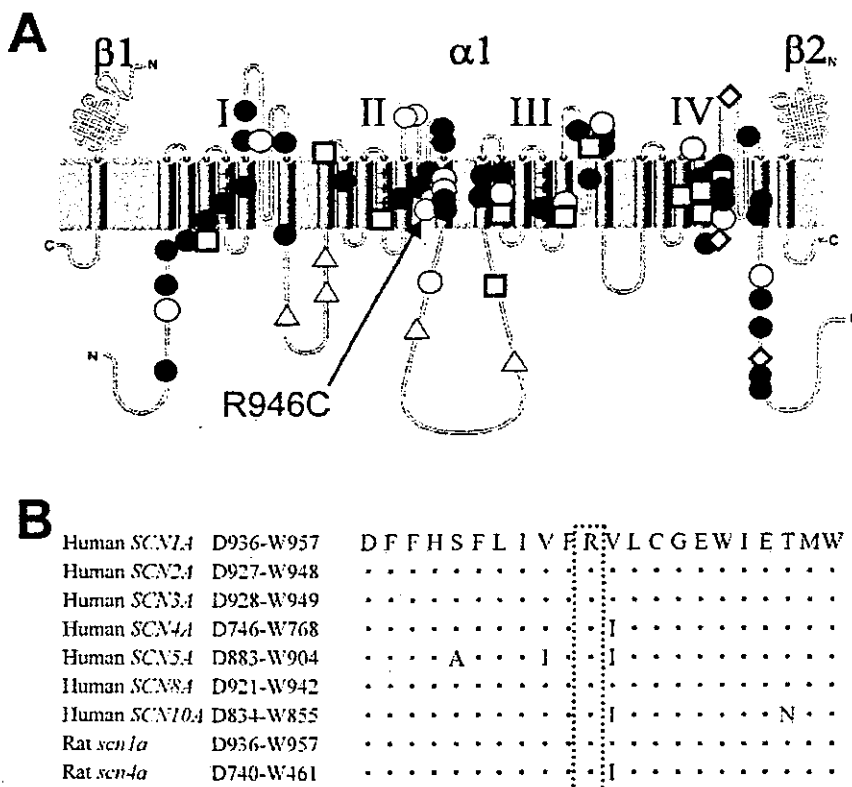 A
β1
N
α1
β2
N
I
II
III
IV
C
C
N
R946C
B
Human SCN1A D936-W957 D F F H S F L I V F R V L C G E W I E T M W
Human SCN2A D927-W948 . . . . . . . . . . . . . . . . . . . . . .
Human SCN3A D928-W949 . . . . . . . . . . . . . . . . . . . . . .
Human SCN4A D746-W768 . . . . . . . . . . . I . . . . . . . . . .
Human SCN5A D883-W904 . . . . A . . . I . . I . . . . . . . . . .
Human SCN8A D921-W942 . . . . . . . . . . . . . . . . . . . . . .
Human SCN10A D834-W855 . . . . . . . . . . . I . . . . . . . N . .
Rat scn1a D936-W957 . . . . . . . . . . . . . . . . . . . . . .
Rat scn4a D740-W461 . . . . . . . . . . . I . . . . . . . . . .